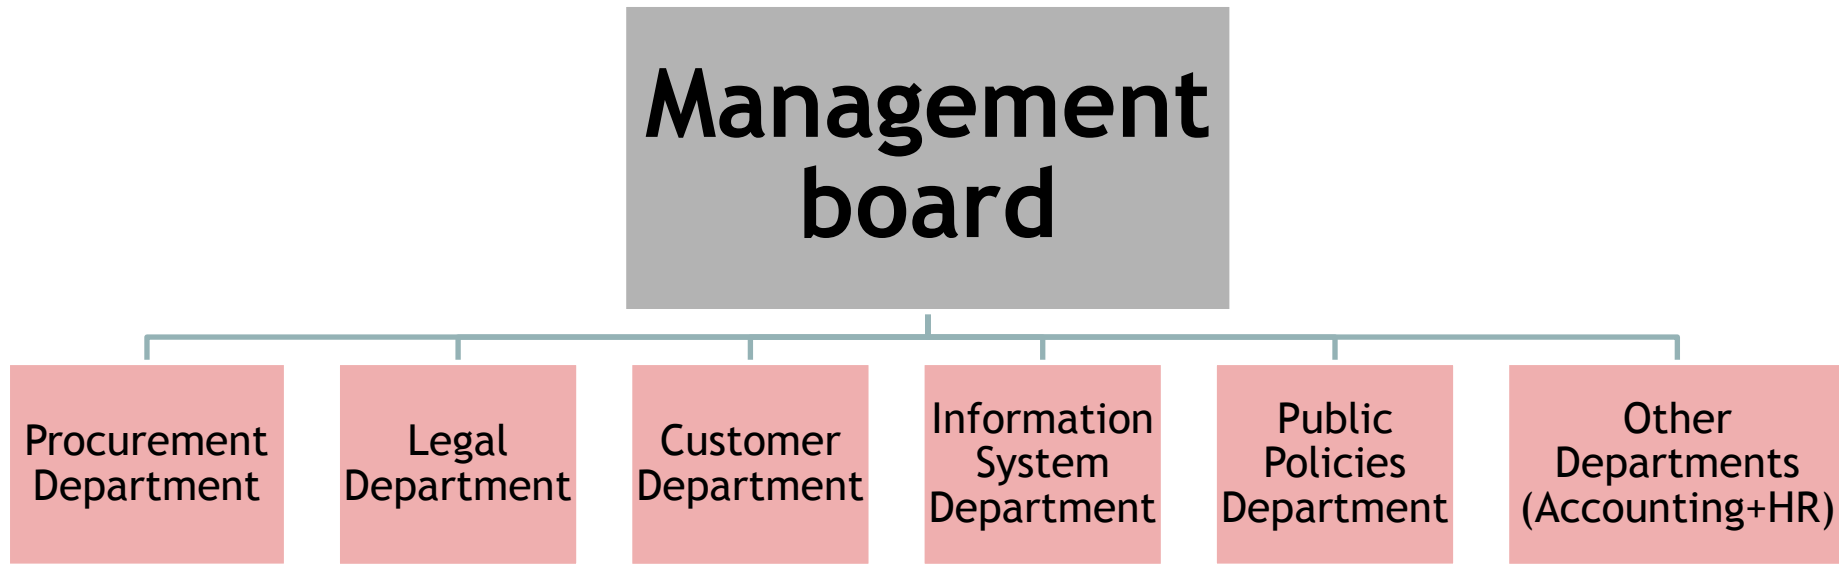 Management
board
Procurement
Department
Legal
Department
Customer
Department
Information
System
Department
Public
Policies
Department
Other
Departments
(Accounting+HR)